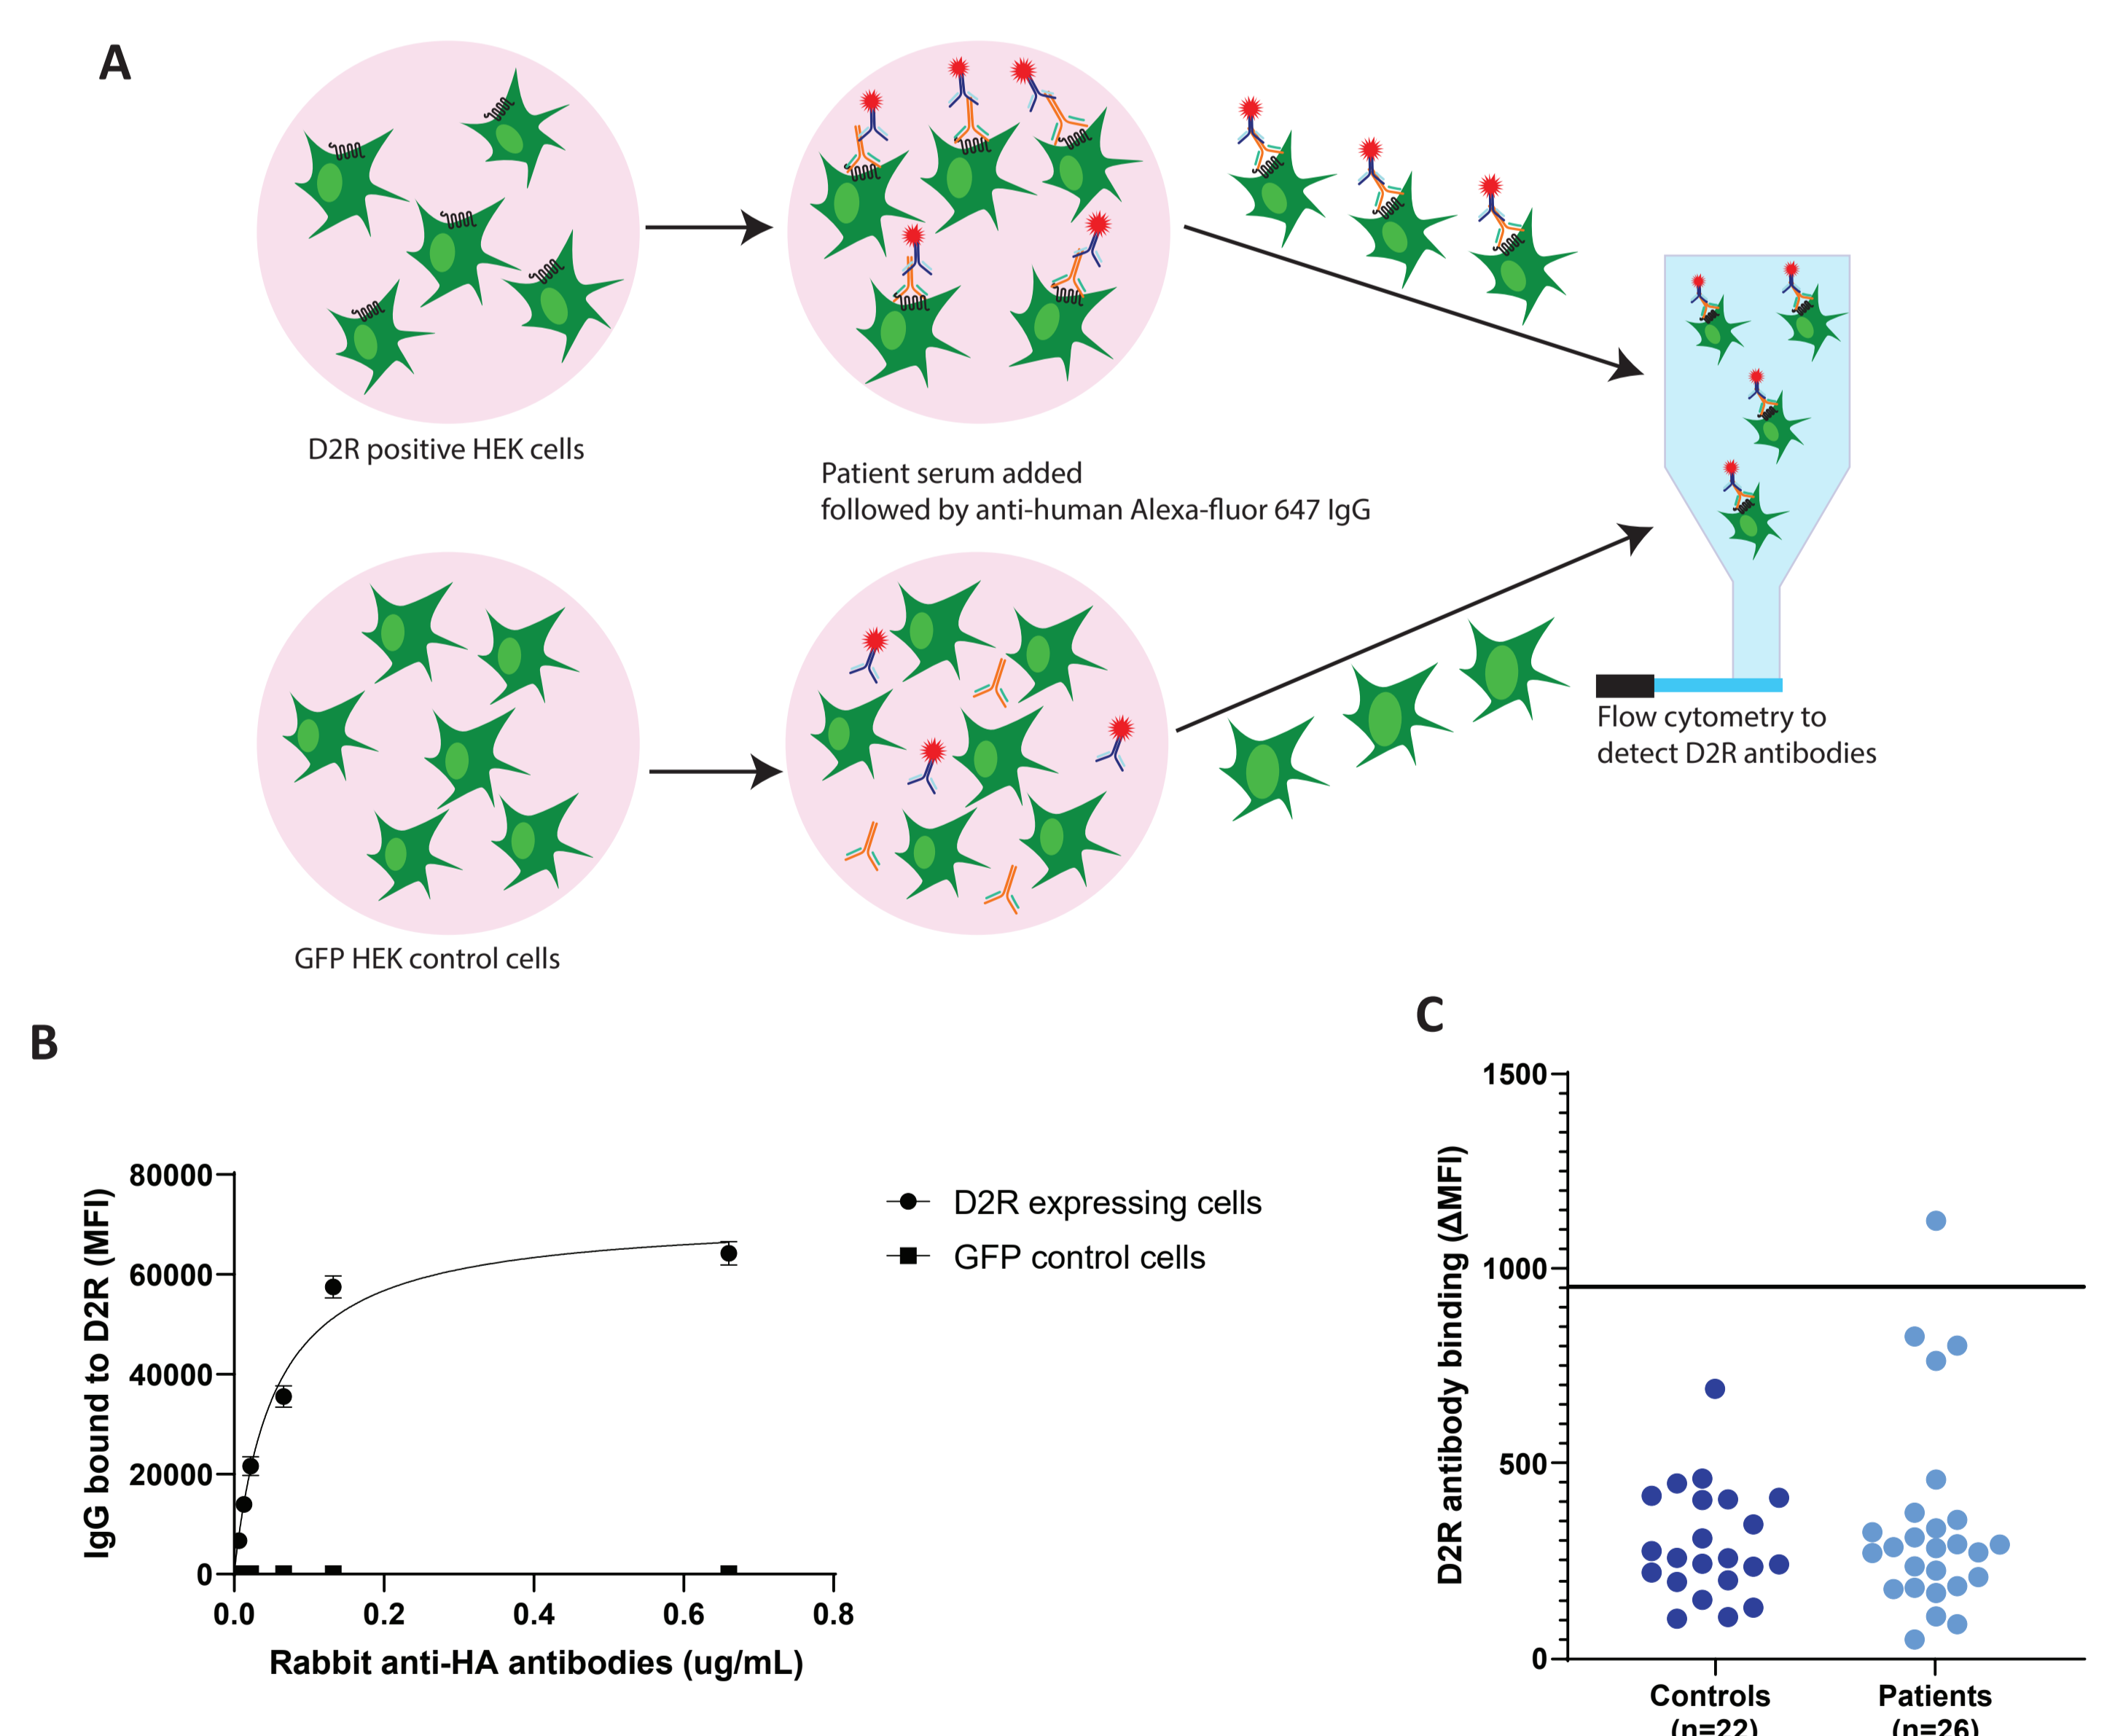 A
D2R positive HEK cells
Patient serum added
followed by anti-human Alexa-fluor 647 IgG
GFP HEK control cells
Flow cytometry to
detect D2R antibodies
B
IgG bound to D2R (MFI)
80000
60000
40000
20000
0
0.0 0.2 0.4 0.6 0.8
Rabbit anti-HA antibodies (ug/mL)
D2R expressing cells
GFP control cells
C
D2R antibody binding (ΔMFI)
1500
1000
500
0
Controls
(n=22)
Patients
(n=26)